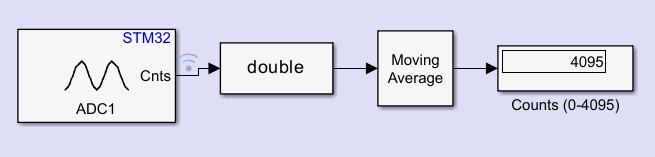 STM32
Cnts
ADC1
double
Moving
Average
4095
Counts (0-4095)